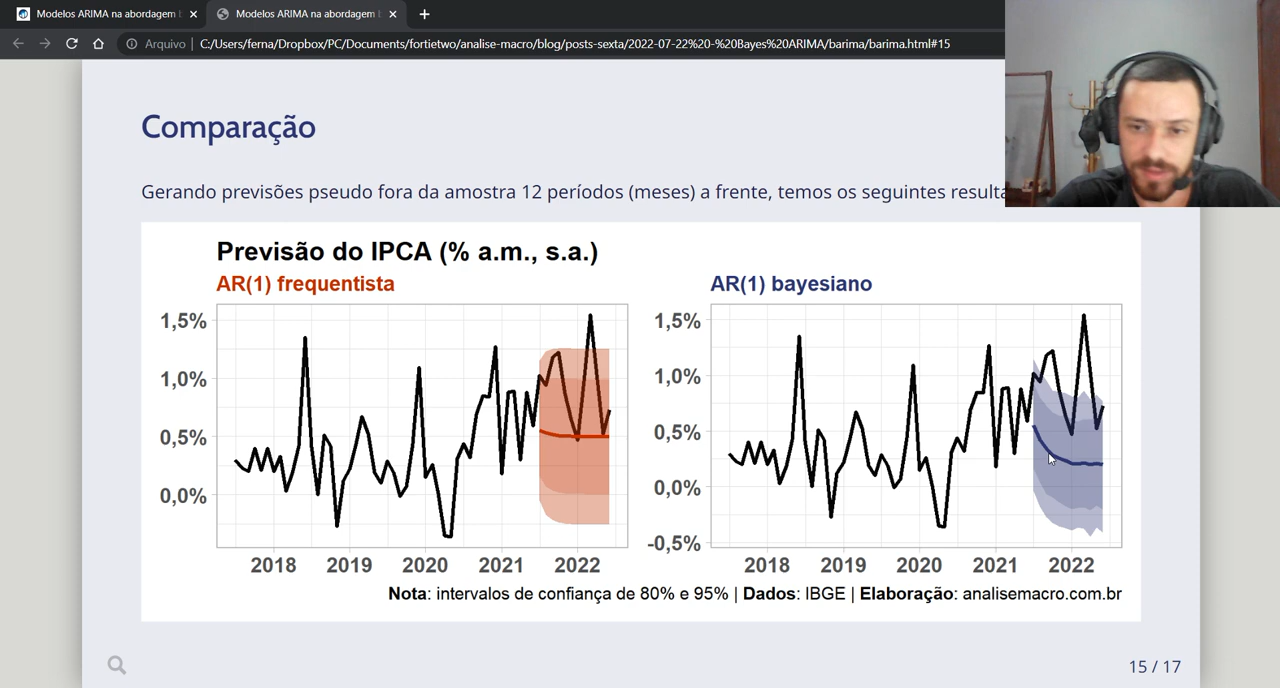 Modelos ARIMA na abordagem
Modelos ARIMA na abordagem
Arquivo
C:/Users/ferna/Dropbox/PC/Documents/fortietwo/analise-macro/blog/posts-sexta/2022-07-22%20-%20Bayes%20ARIMA/barima/barima.html#15
Comparação
Gerando previsões pseudo fora da amostra 12 períodos (meses) a frente, temos os seguintes resulta
Previsão do IPCA (% a.m., s.a.)
AR(1) frequentista
1,5%
1,0%
0,5%
0,0%
2018 2019 2020 2021 2022
AR(1) bayesiano
1,5%
1,0%
0,5%
0,0%
-0,5%
2018 2019 2020 2021 2022
Nota: intervalos de confiança de 80% e 95% | Dados: IBGE | Elaboração: analisemacro.com.br
15 / 17